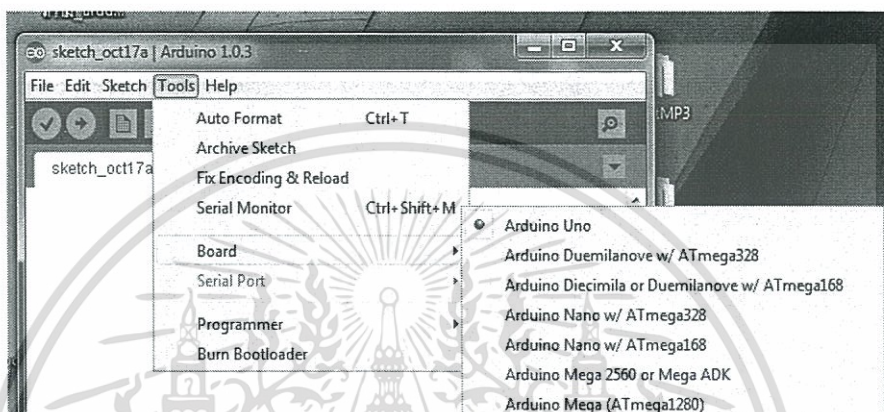 sketch_oct17a | Arduino 1.0.3
File Edit Sketch Tools Help
.MP3
sketch_oct17a
Auto Format Ctrl+T
Archive Sketch
Fix Encoding & Reload
Serial Monitor Ctrl+Shift+M
Board
Serial Port
Programmer
Burn Bootloader
Arduino Uno
Arduino Duemilanove w/ ATmega328
Arduino Diecimila or Duemilanove w/ ATmega168
Arduino Nano w/ ATmega328
Arduino Nano w/ ATmega168
Arduino Mega 2560 or Mega ADK
Arduino Mega (ATmega1280)